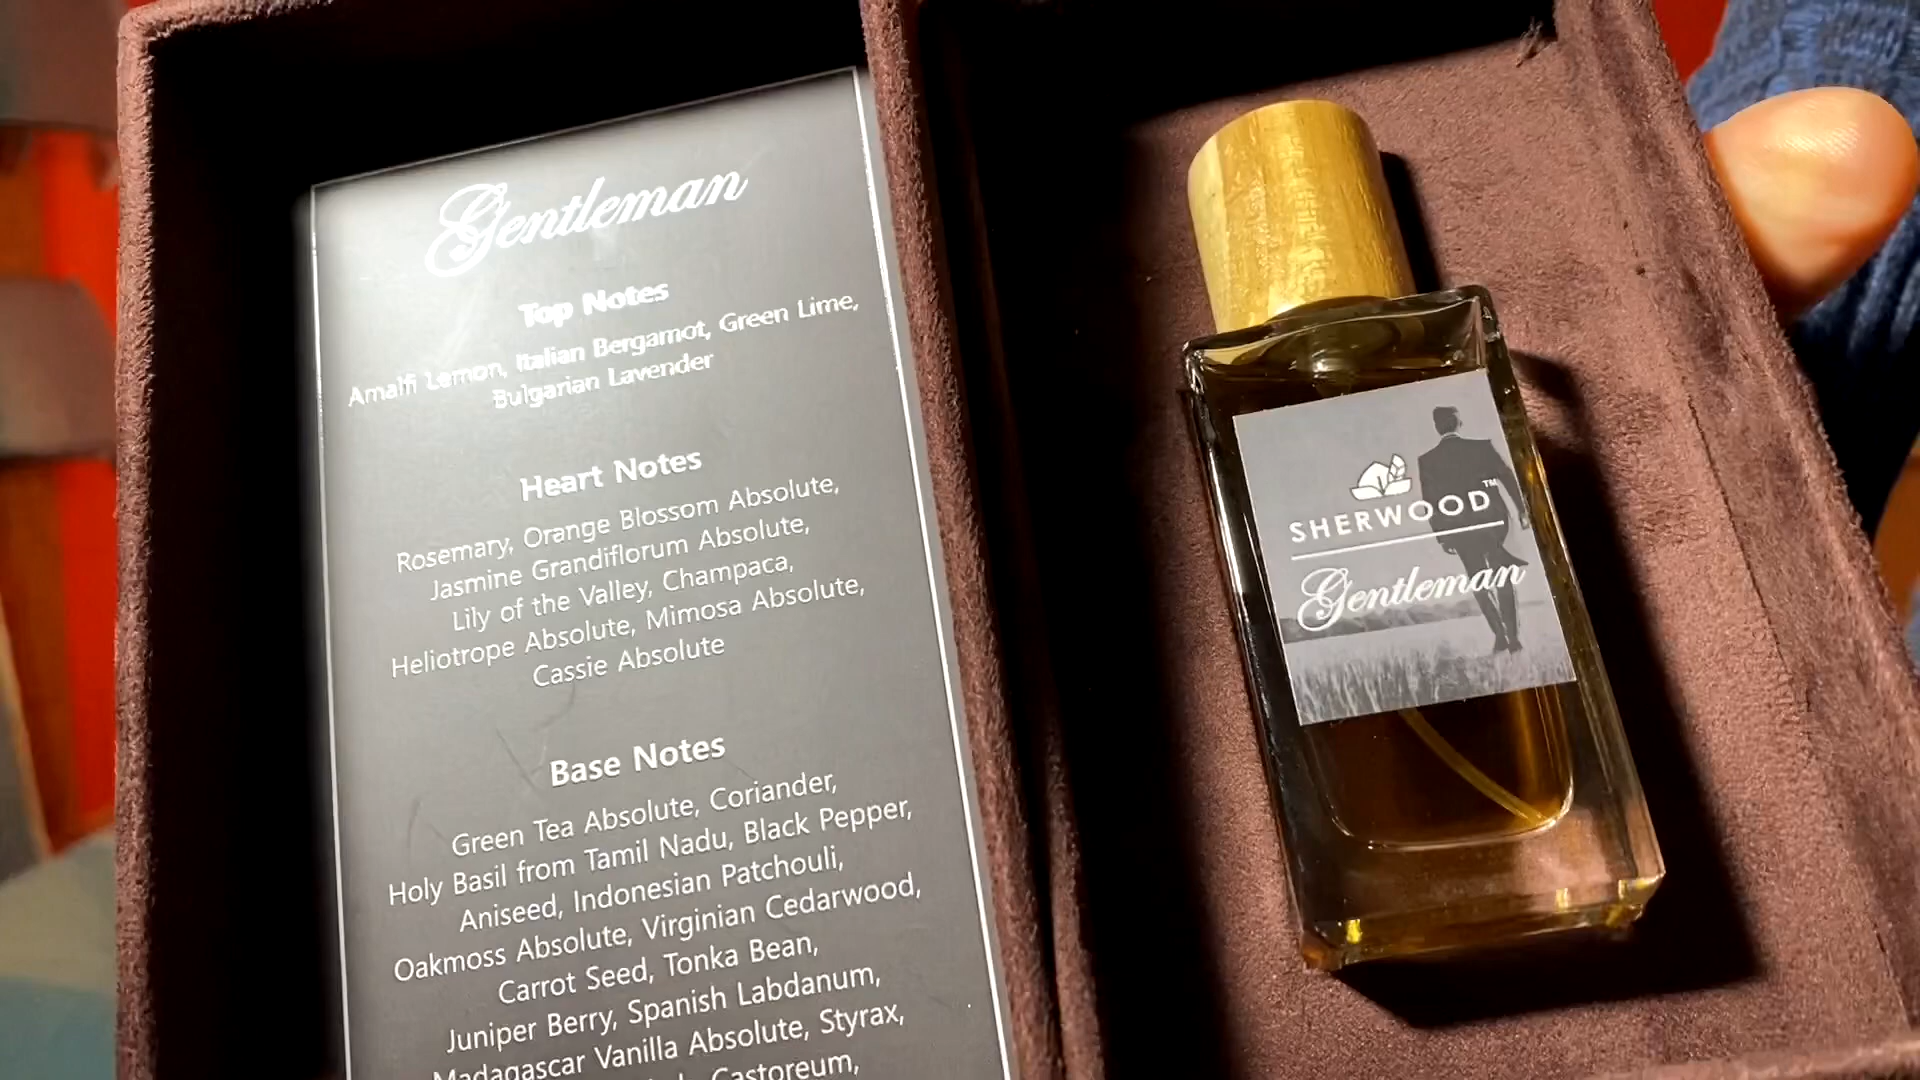 Gentleman
Top Notes
Amalfi Lemon, Italian Bergamot, Green Lime,
Bulgarian Lavender
Heart Notes
Rosemary, Orange Blossom Absolute,
Jasmine Grandiflorum Absolute,
Lily of the Valley, Champaca,
Heliotrope Absolute, Mimosa Absolute,
Cassie Absolute
Base Notes
Green Tea Absolute, Coriander,
Holy Basil from Tamil Nadu, Black Pepper,
Aniseed, Indonesian Patchouli,
Oakmoss Absolute, Virginian Cedarwood,
Carrot Seed, Tonka Bean,
Juniper Berry, Spanish Labdanum,
Madagascar Vanilla Absolute, Styrax,
Castoreum,
SHERWOOD™
Gentleman